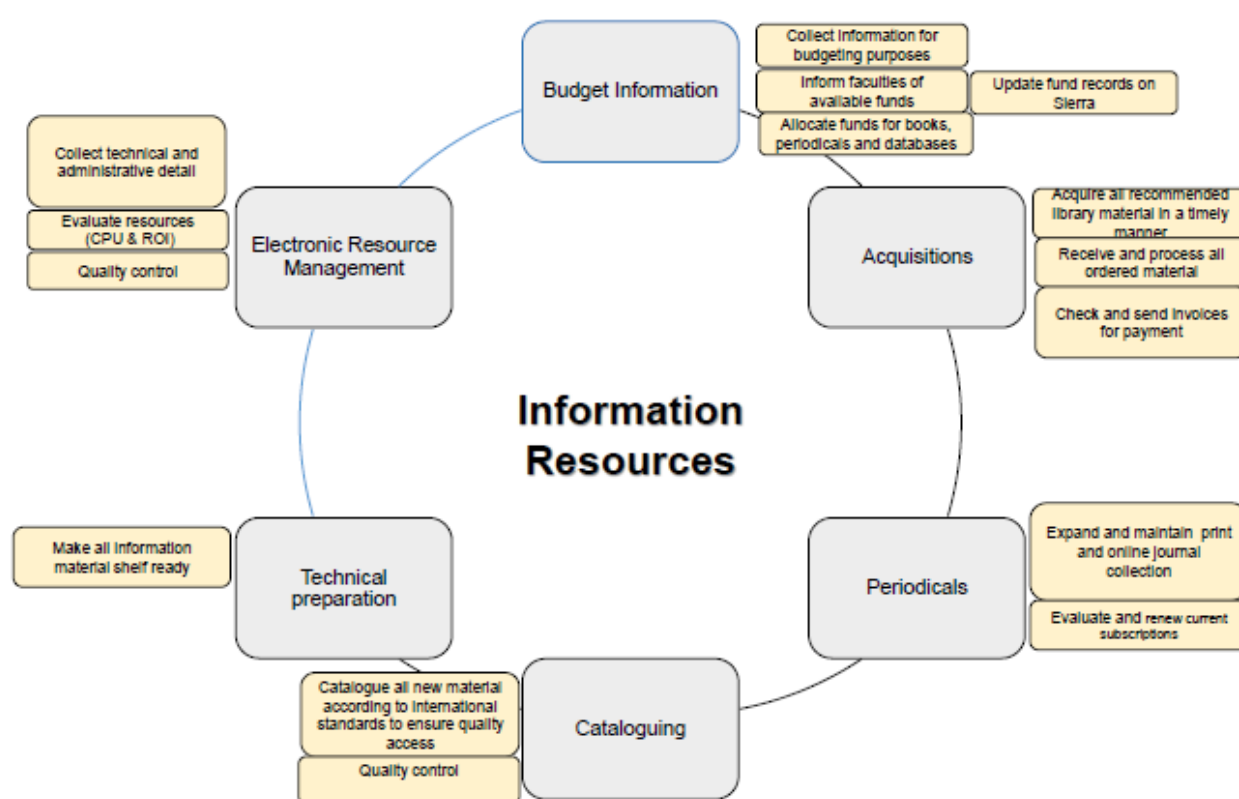 Budget Information
Collect information for
budgeting purposes
Inform faculties of
available funds
Update fund records on
Sierra
Allocate funds for books,
periodicals and databases
Acquisitions
Acquire all recommended
library material in a timely
manner
Receive and process all
ordered material
Check and send invoices
for payment
Periodicals
Expand and maintain print
and online journal
collection
Evaluate and renew current
subscriptions
Cataloguing
Catalogue all new material
according to international
standards to ensure quality
access
Quality control
Technical
preparation
Make all information
material shelf ready
Electronic Resource
Management
Collect technical and
administrative detail
Evaluate resources
(CPU & ROI)
Quality control
Information
Resources